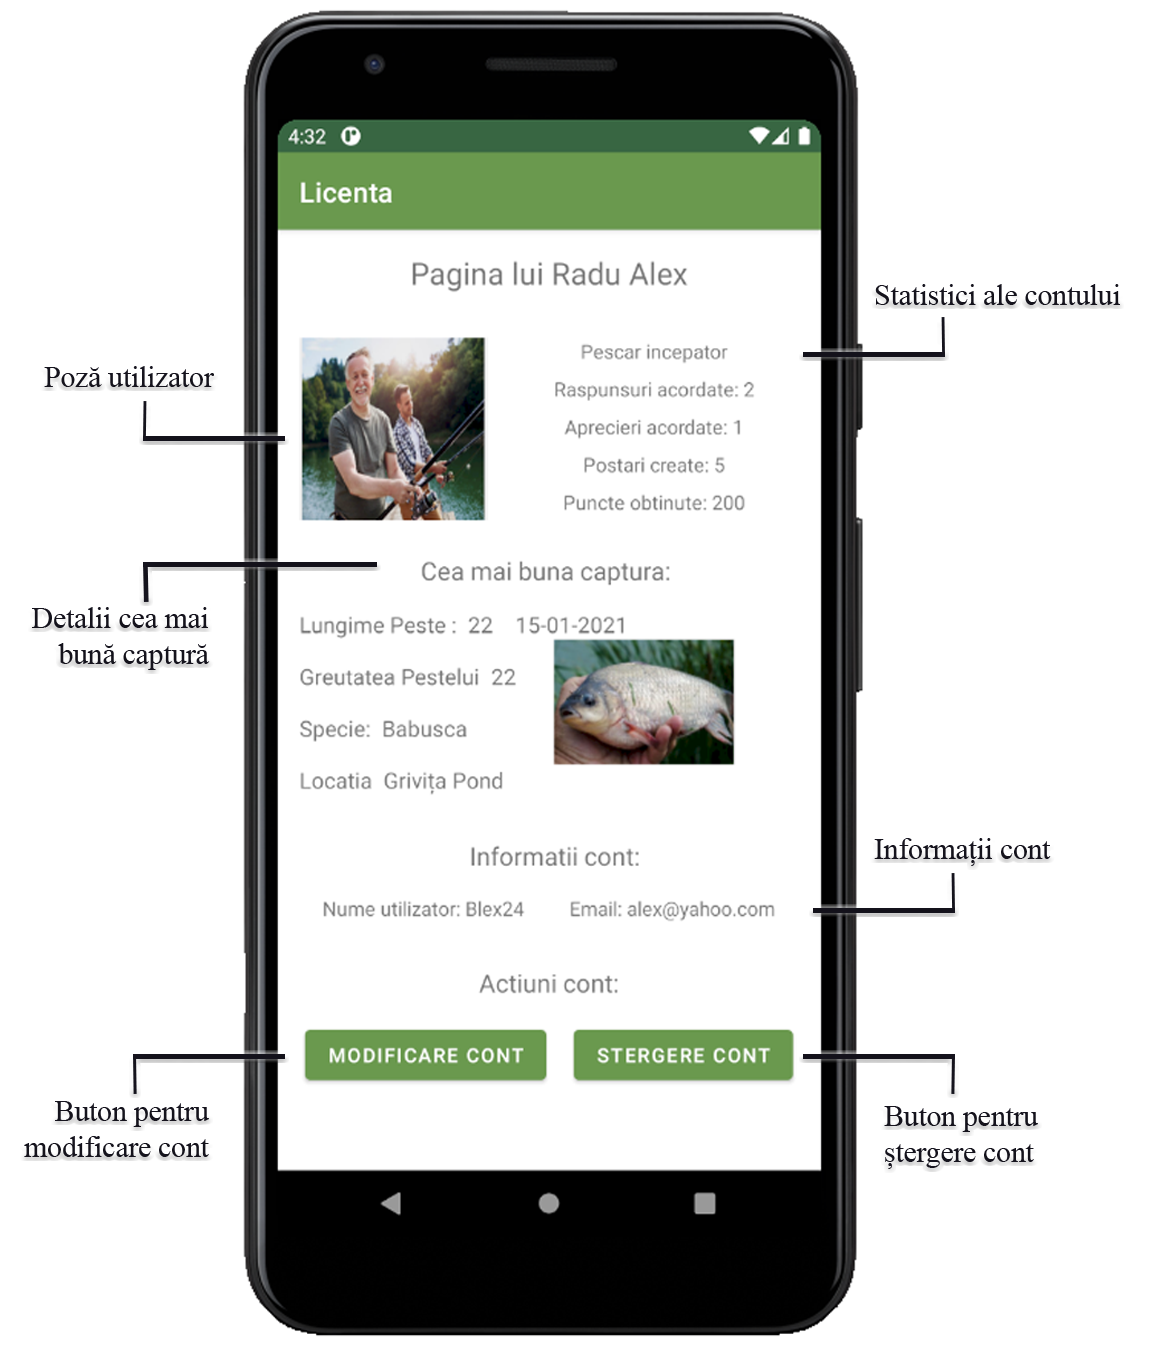 4:32
Licenta
Pagina lui Radu Alex
Statistici ale contului
Poză utilizator
Pescar incepator
Raspunsuri acordate: 2
Aprecieri acordate: 1
Postari create: 5
Puncte obtinute: 200
Cea mai buna captura:
Detalii cea mai
bună captură
Lungime Peste : 22 15-01-2021
Greutatea Pestelui 22
Specie: Babusca
Locatia Grivița Pond
Informatii cont:
Informații cont
Nume utilizator: Blex24 Email: alex@yahoo.com
Actiuni cont:
MODIFICARE CONT STERGERE CONT
Buton pentru
modificare cont
Buton pentru
ștergere cont